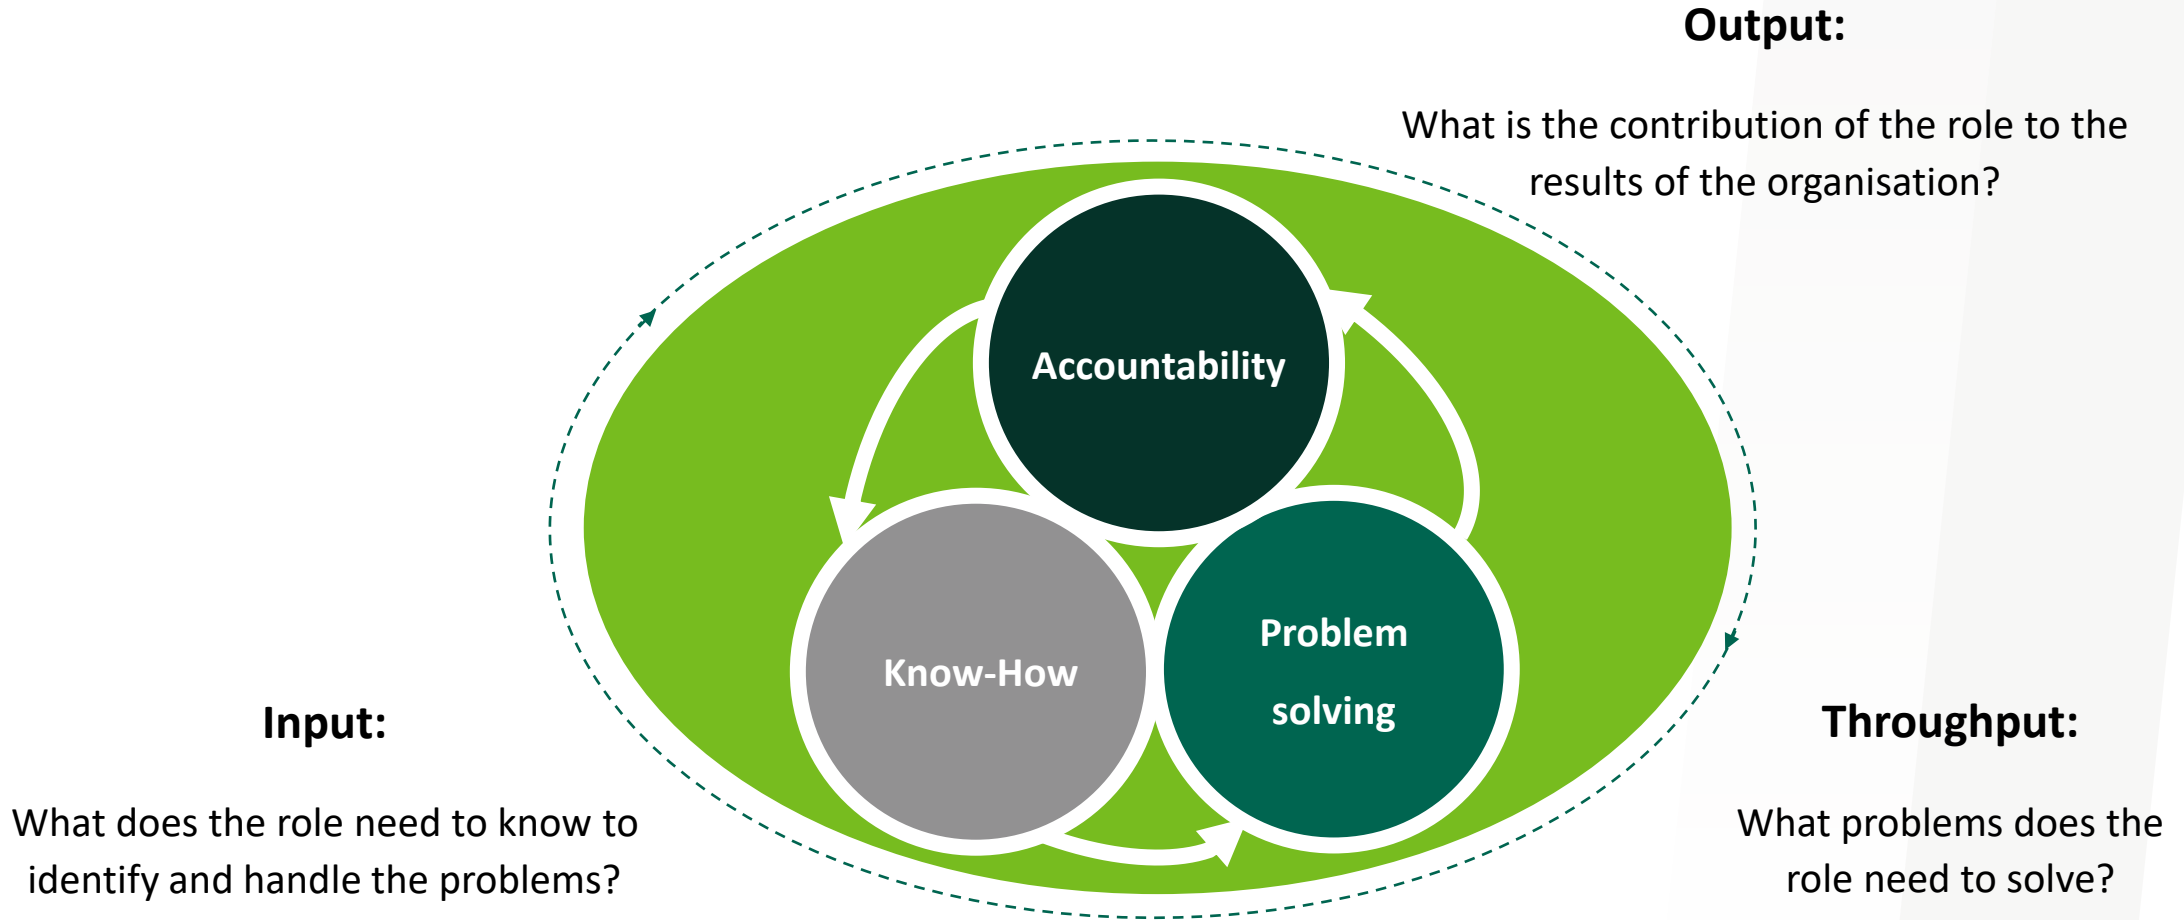 Output:
What is the contribution of the role to the
results of the organisation?
Accountability
Know-How
Problem
solving
Input:
What does the role need to know to
identify and handle the problems?
Throughput:
What problems does the
role need to solve?